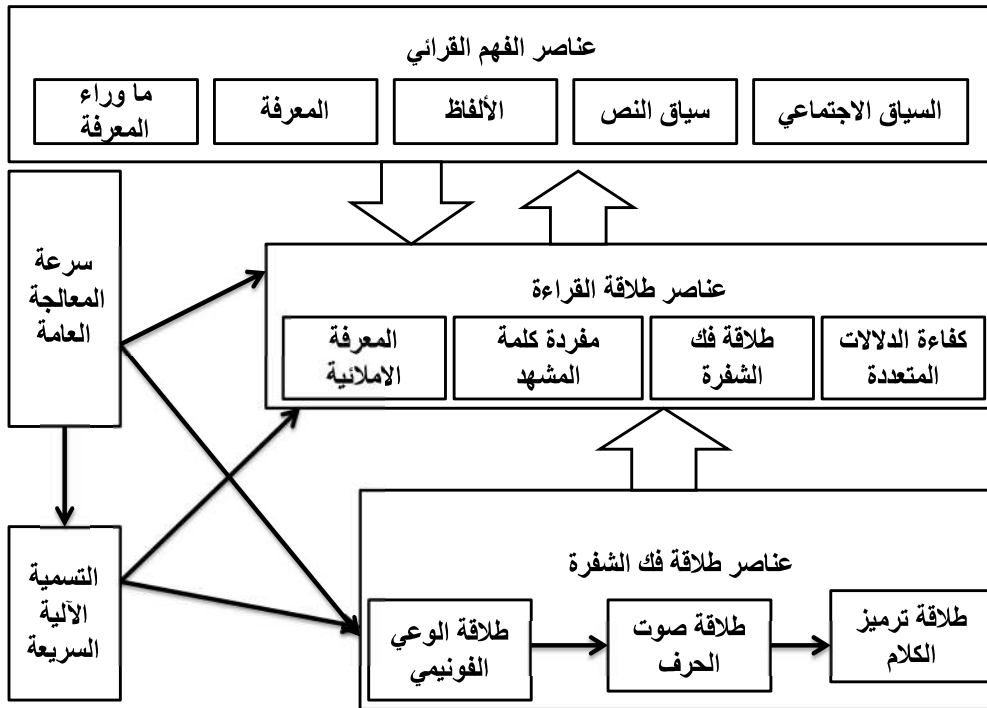 عناصر الفهم القرائي
السياق الاجتماعي
سياق النص
الألفاظ
المعرفة
ما وراء
المعرفة
سرعة
المعالجة
العامة
عناصر طلاقة القراءة
كفاءة الدلالات
المتعددة
طلاقة فك
الشفرة
مفردة كلمة
المشهد
المعرفة
الاملائية
التسمية
الآلية
السريعة
عناصر طلاقة فك الشفرة
طلاقة الوعي
الفونيمي
طلاقة صوت
الحرف
طلاقة ترميز
الكلام